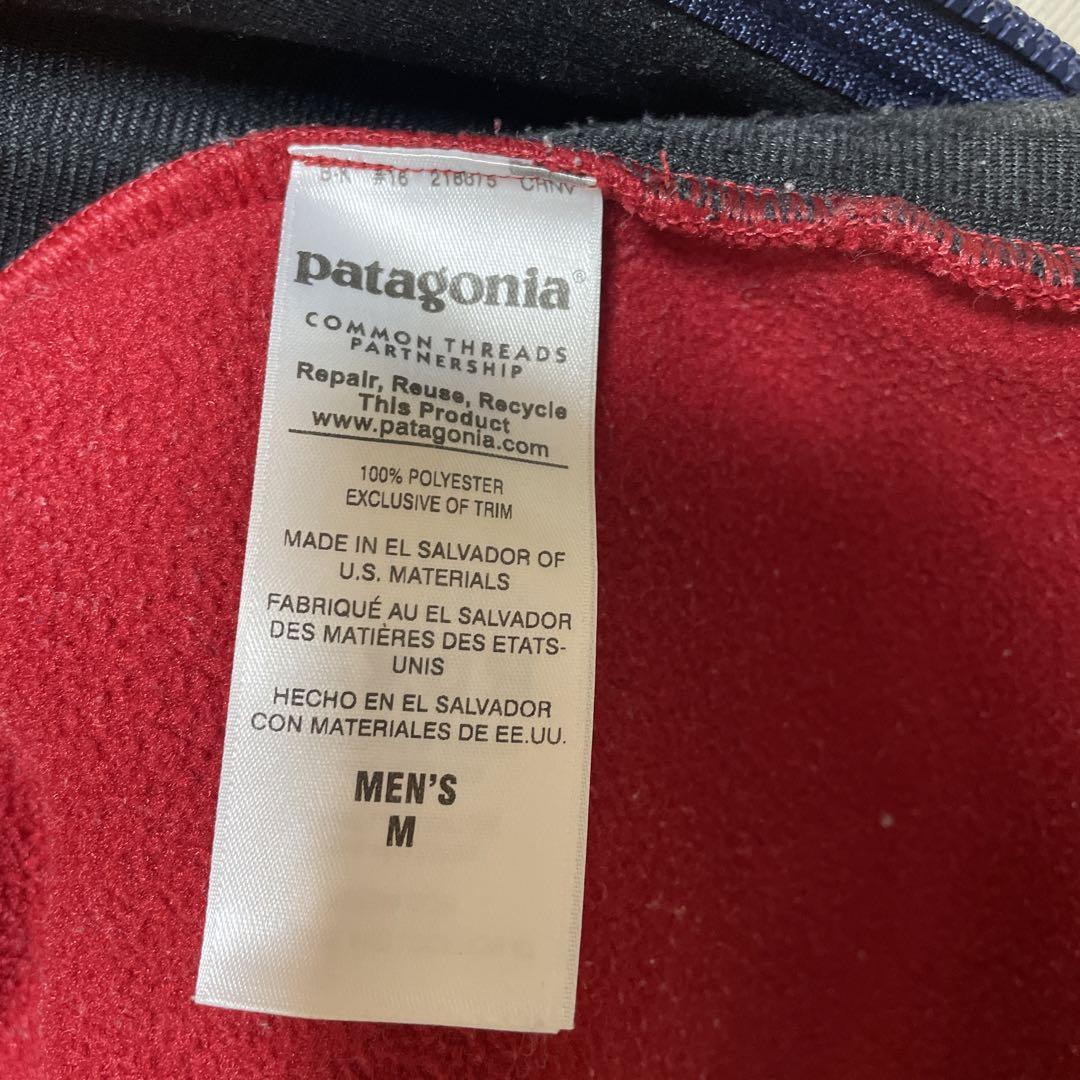 #16 218675
patagonia®
COMMON THREADS
PARTNERSHIP
Repair, Reuse, Recycle
This Product
www.patagonia.com
100% POLYESTER
EXCLUSIVE OF TRIM
MADE IN EL SALVADOR OF
U.S. MATERIALS
FABRIQUÉ AU EL SALVADOR
DES MATIÈRES DES ETATS-
UNIS
HECHO EN EL SALVADOR
CON MATERIALES DE EE.UU.
MEN'S
M